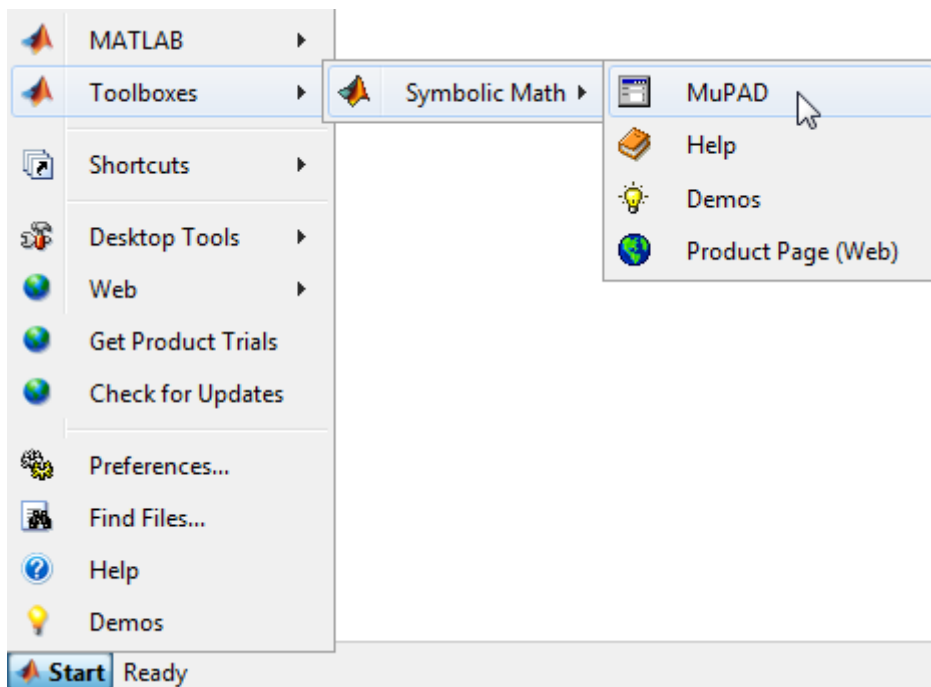 MATLAB
Toolboxes
Symbolic Math
MuPAD
Help
Demos
Product Page (Web)
Shortcuts
Desktop Tools
Web
Get Product Trials
Check for Updates
Preferences...
Find Files...
Help
Demos
Start Ready